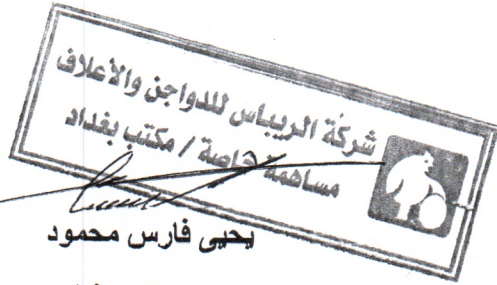 شركة الريباس للدواجن والأعلاف
مساهمة خاصة / مكتب بغداد
يحيى فارس محمود